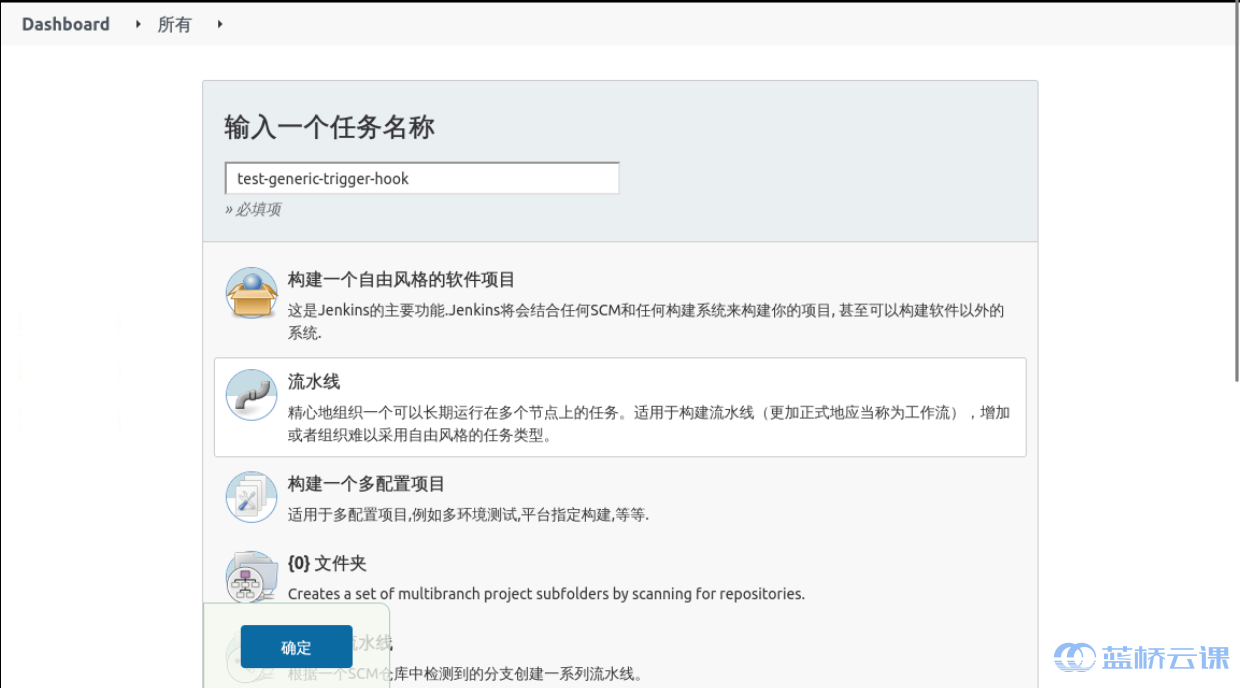 Dashboard ▸ 所有 ▸
输入一个任务名称
test-generic-trigger-hook
» 必填项
构建一个自由风格的软件项目
这是Jenkins的主要功能.Jenkins将会结合任何SCM和任何构建系统来构建你的项目, 甚至可以构建软件以外的
系统.
流水线
精心地组织一个可以长期运行在多个节点上的任务。适用于构建流水线（更加正式地应当称为工作流），增加
或者组织难以采用自由风格的任务类型。
构建一个多配置项目
适用于多配置项目,例如多环境测试,平台指定构建,等等.
{0} 文件夹
Creates a set of multibranch project subfolders by scanning for repositories.
流水线
确定
根据一个SCM仓库中检测到的分支创建一系列流水线。
蓝桥云课